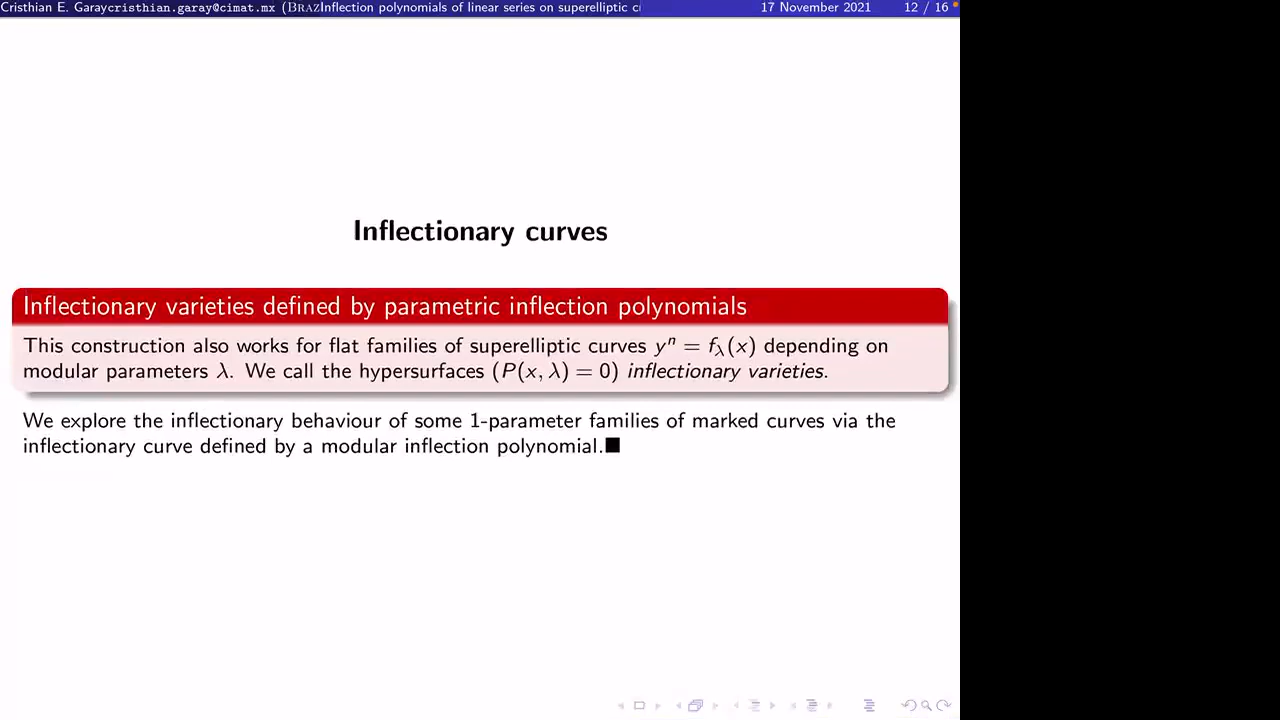 Cristhian E. Garaycristhian.garay@cimat.mx (BRAZInflection polynomials of linear series on superelliptic c 17 November 2021 12 / 16
Inflectionary curves
Inflectionary varieties defined by parametric inflection polynomials
This construction also works for flat families of superelliptic curves yⁿ = f_λ(x) depending on
modular parameters λ. We call the hypersurfaces (P(x, λ) = 0) inflectionary varieties.
We explore the inflectionary behaviour of some 1-parameter families of marked curves via the
inflectionary curve defined by a modular inflection polynomial.■